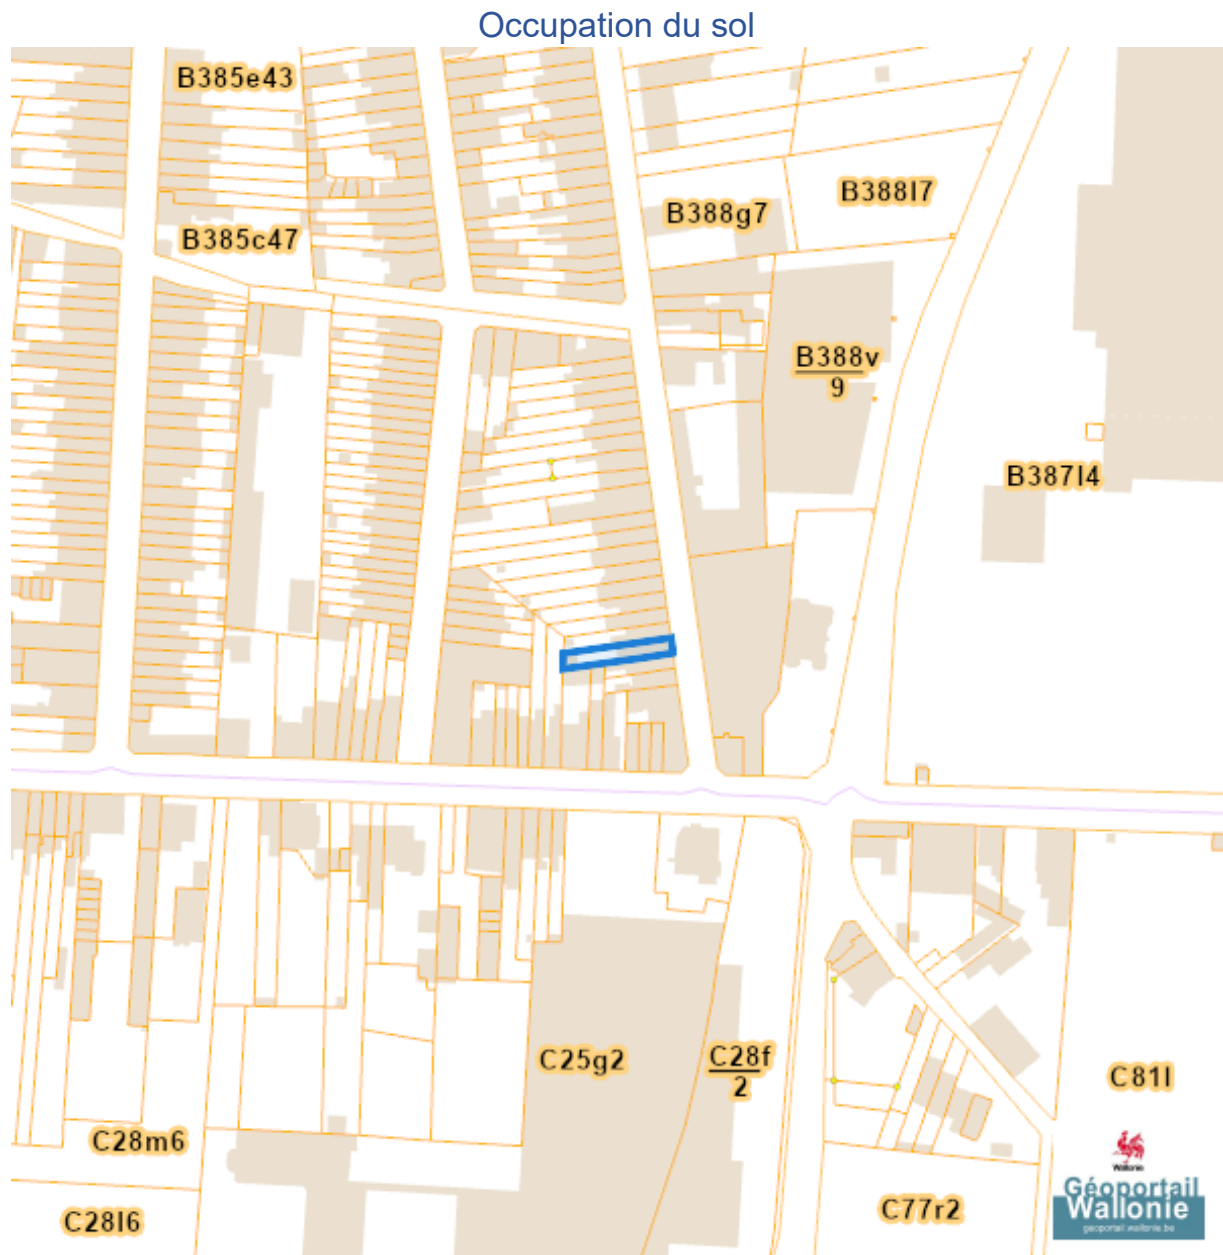 Occupation du sol
B385e43
B388l7
B388g7
B385c47
B388v
9
B387l4
C25g2
C28f
2
C81l
C28m6
Wallonie
Géoportail
Wallonie
geoportail.wallonie.be
C77r2
C28l6